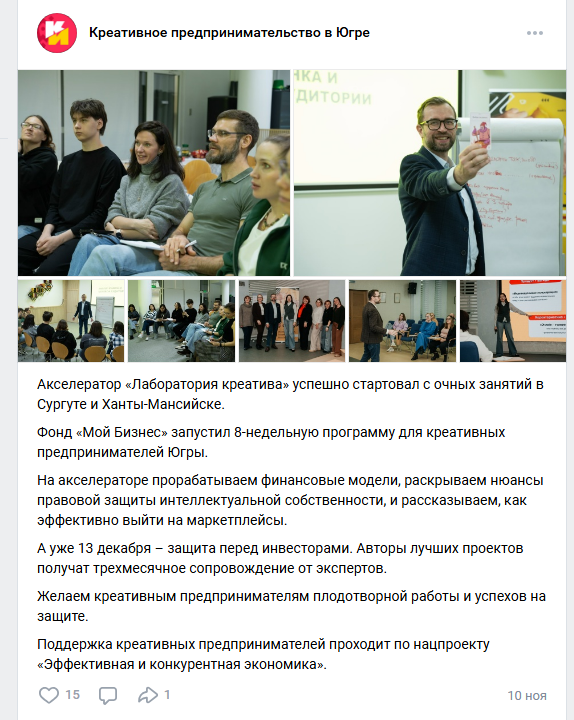 КИ
Креативное предпринимательство в Югре
НКА И
УДИТОРИИ
Акселератор «Лаборатория креатива» успешно стартовал с очных занятий в
Сургуте и Ханты-Мансийске.
Фонд «Мой Бизнес» запустил 8-недельную программу для креативных
предпринимателей Югры.
На акселераторе прорабатываем финансовые модели, раскрываем нюансы
правовой защиты интеллектуальной собственности, и рассказываем, как
эффективно выйти на маркетплейсы.
А уже 13 декабря – защита перед инвесторами. Авторы лучших проектов
получат трехмесячное сопровождение от экспертов.
Желаем креативным предпринимателям плодотворной работы и успехов на
защите.
Поддержка креативных предпринимателей проходит по нацпроекту
«Эффективная и конкурентная экономика».
15
1
10 ноя